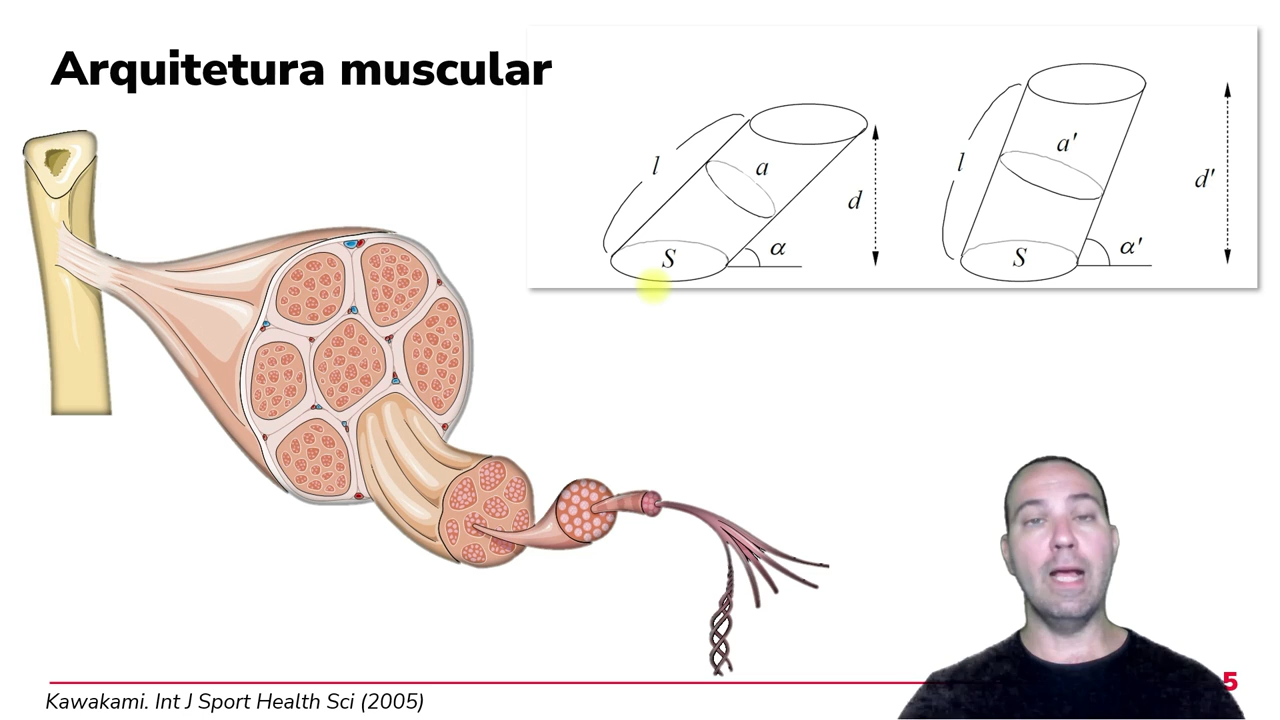 Arquitetura muscular
l
a
d
S
α
l
a'
d'
S
α'
5
Kawakami. Int J Sport Health Sci (2005)